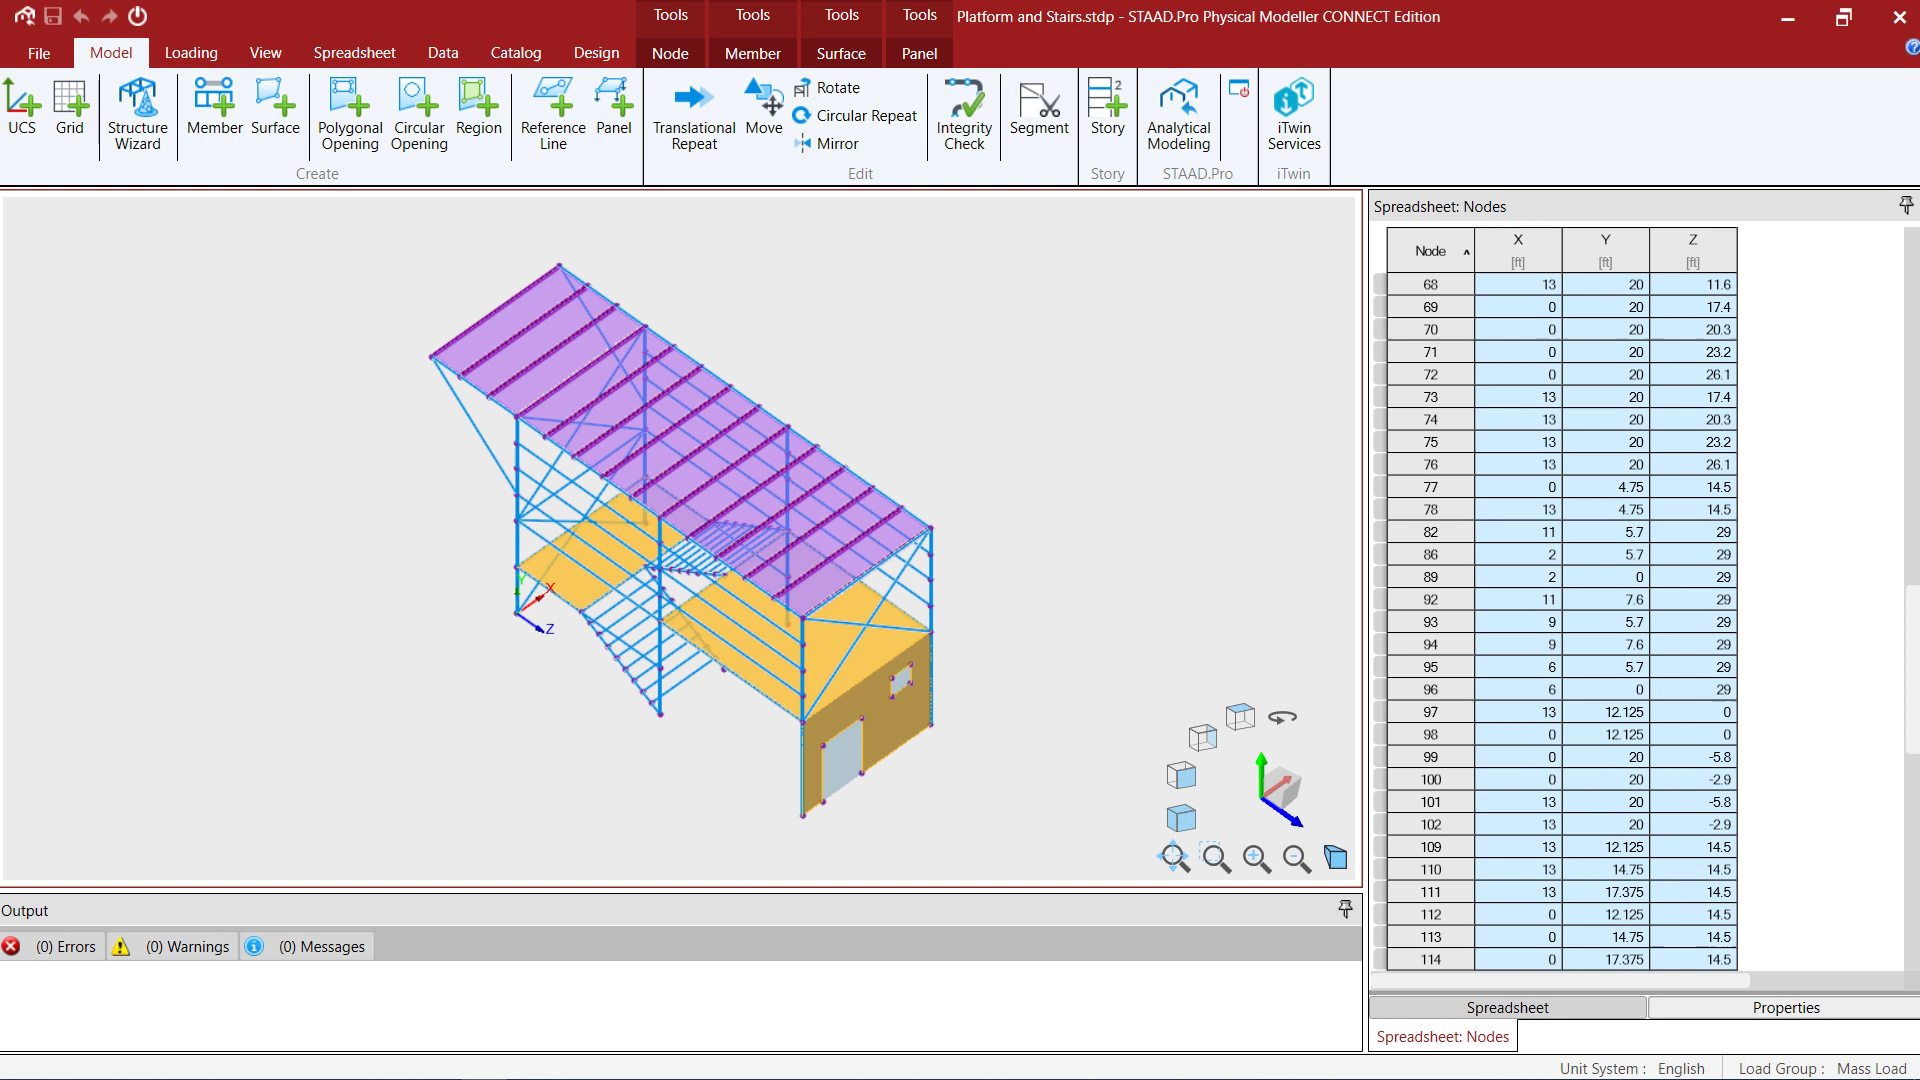 Tools Tools Tools Tools Platform and Stairs.stdp - STAAD.Pro Physical Modeller CONNECT Edition
File Model Loading View Spreadsheet Data Catalog Design Node Member Surface Panel
UCS Grid Structure Wizard Member Surface Polygonal Opening Circular Opening Region Reference Line Panel
Create
Translational Repeat Move Rotate Circular Repeat Mirror Integrity Check Segment
Edit
Story
Story
Analytical Modeling
STAAD.Pro
iTwin Services
iTwin
Y
X
Z
Spreadsheet: Nodes
Node X Y Z
[ft] [ft] [ft]
68 13 20 11.6
69 0 20 17.4
70 0 20 20.3
71 0 20 23.2
72 0 20 26.1
73 13 20 17.4
74 13 20 20.3
75 13 20 23.2
76 13 20 26.1
77 0 4.75 14.5
78 13 4.75 14.5
82 11 5.7 29
86 2 5.7 29
89 2 0 29
92 11 7.6 29
93 9 5.7 29
94 9 7.6 29
95 6 5.7 29
96 6 0 29
97 13 12.125 0
98 0 12.125 0
99 0 20 -5.8
100 0 20 -2.9
101 13 20 -5.8
102 13 20 -2.9
109 13 12.125 14.5
110 13 14.75 14.5
111 13 17.375 14.5
112 0 12.125 14.5
113 0 14.75 14.5
114 0 17.375 14.5
Spreadsheet Properties
Spreadsheet: Nodes
Output
(0) Errors (0) Warnings (0) Messages
Unit System : English Load Group : Mass Load